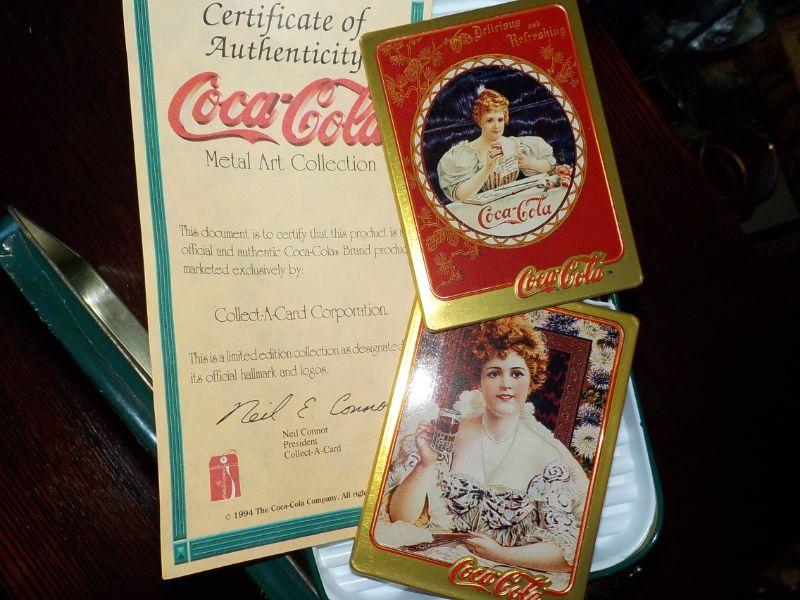 Certificate of
Authenticity
Coca-Cola
Metal Art Collection
This document is to certify that this product is
official and authentic Coca-Cola® Brand
marketed exclusively by:
Collect-A-Card Corporation.
This is a limited edition collection as designated
its official hallmark and logos.
Neil E. Connor
Neil Connor
President
Collect-A-Card
© 1994 The Coca-Cola Company. All
Delicious and
Refreshing
Coca-Cola
Coca-Cola™
Coca-Cola